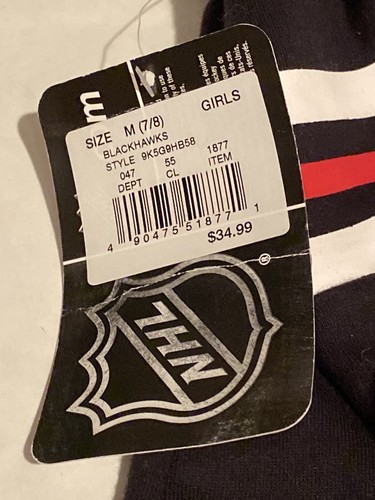 GIRLS
SIZE M (7/8)
BLACKHAWKS
STYLE 9K5G9HB58
047 55 1877
DEPT CL ITEM
4 90475 51877 1
$34.99
®
NHL